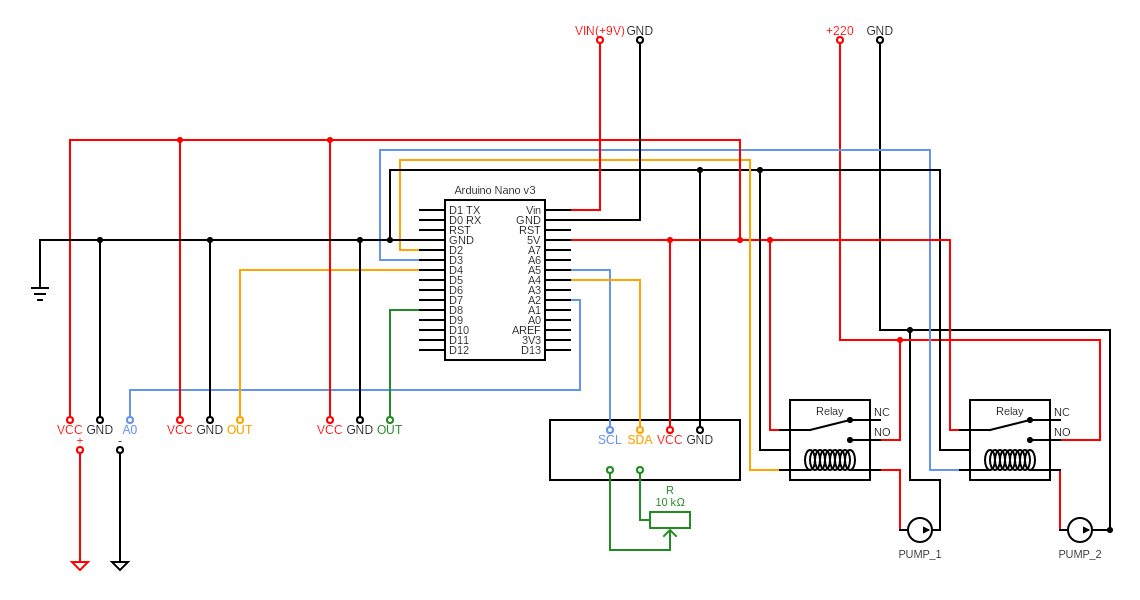 VIN(+9V) GND
+220 GND
Arduino Nano v3
D1 TX Vin
D0 RX GND
RST RST
GND 5V
D2 A7
D3 A6
D4 A5
D5 A4
D6 A3
D7 A2
D8 A1
D9 A0
D10 AREF
D11 3V3
D12 D13
VCC GND A0
+ -
VCC GND OUT
VCC GND OUT
SCL SDA VCC GND
R
10 kΩ
Relay
NC
NO
PUMP_1
Relay
NC
NO
PUMP_2